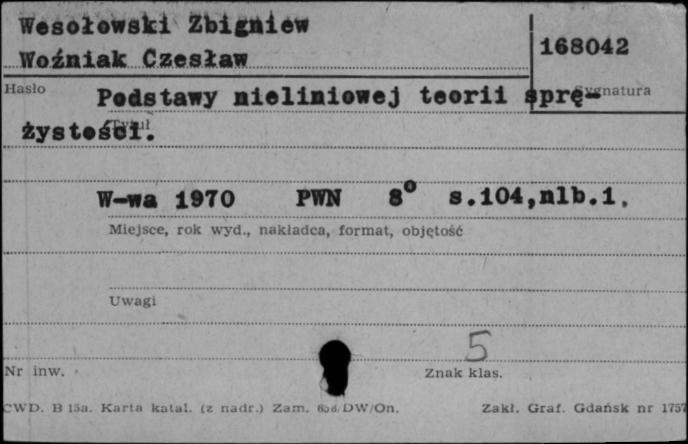 Wesołowski Zbigniew
Woźniak Czesław
168042
Hasło
Sygnatura
Podstawy nieliniowej teorii sprę-
żystości.
Tytuł
W-wa 1970 PWN 8° s.104,nlb.1.
Miejsce, rok wyd., nakładca, format, objętość
Uwagi
5
Nr inw.
Znak klas.
CWD. B 15a. Karta katal. (z nadr.) Zam. /DW/On.
Zakł. Graf. Gdańsk nr 1757